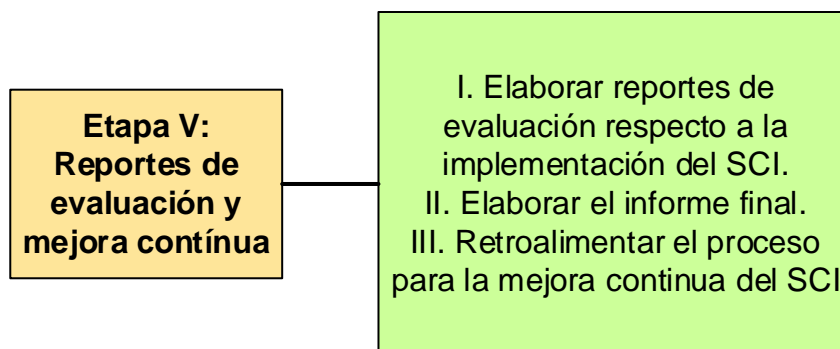 Etapa V:
Reportes de
evaluación y
mejora contínua
I. Elaborar reportes de
evaluación respecto a la
implementación del SCI.
II. Elaborar el informe final.
III. Retroalimentar el proceso
para la mejora continua del SCI